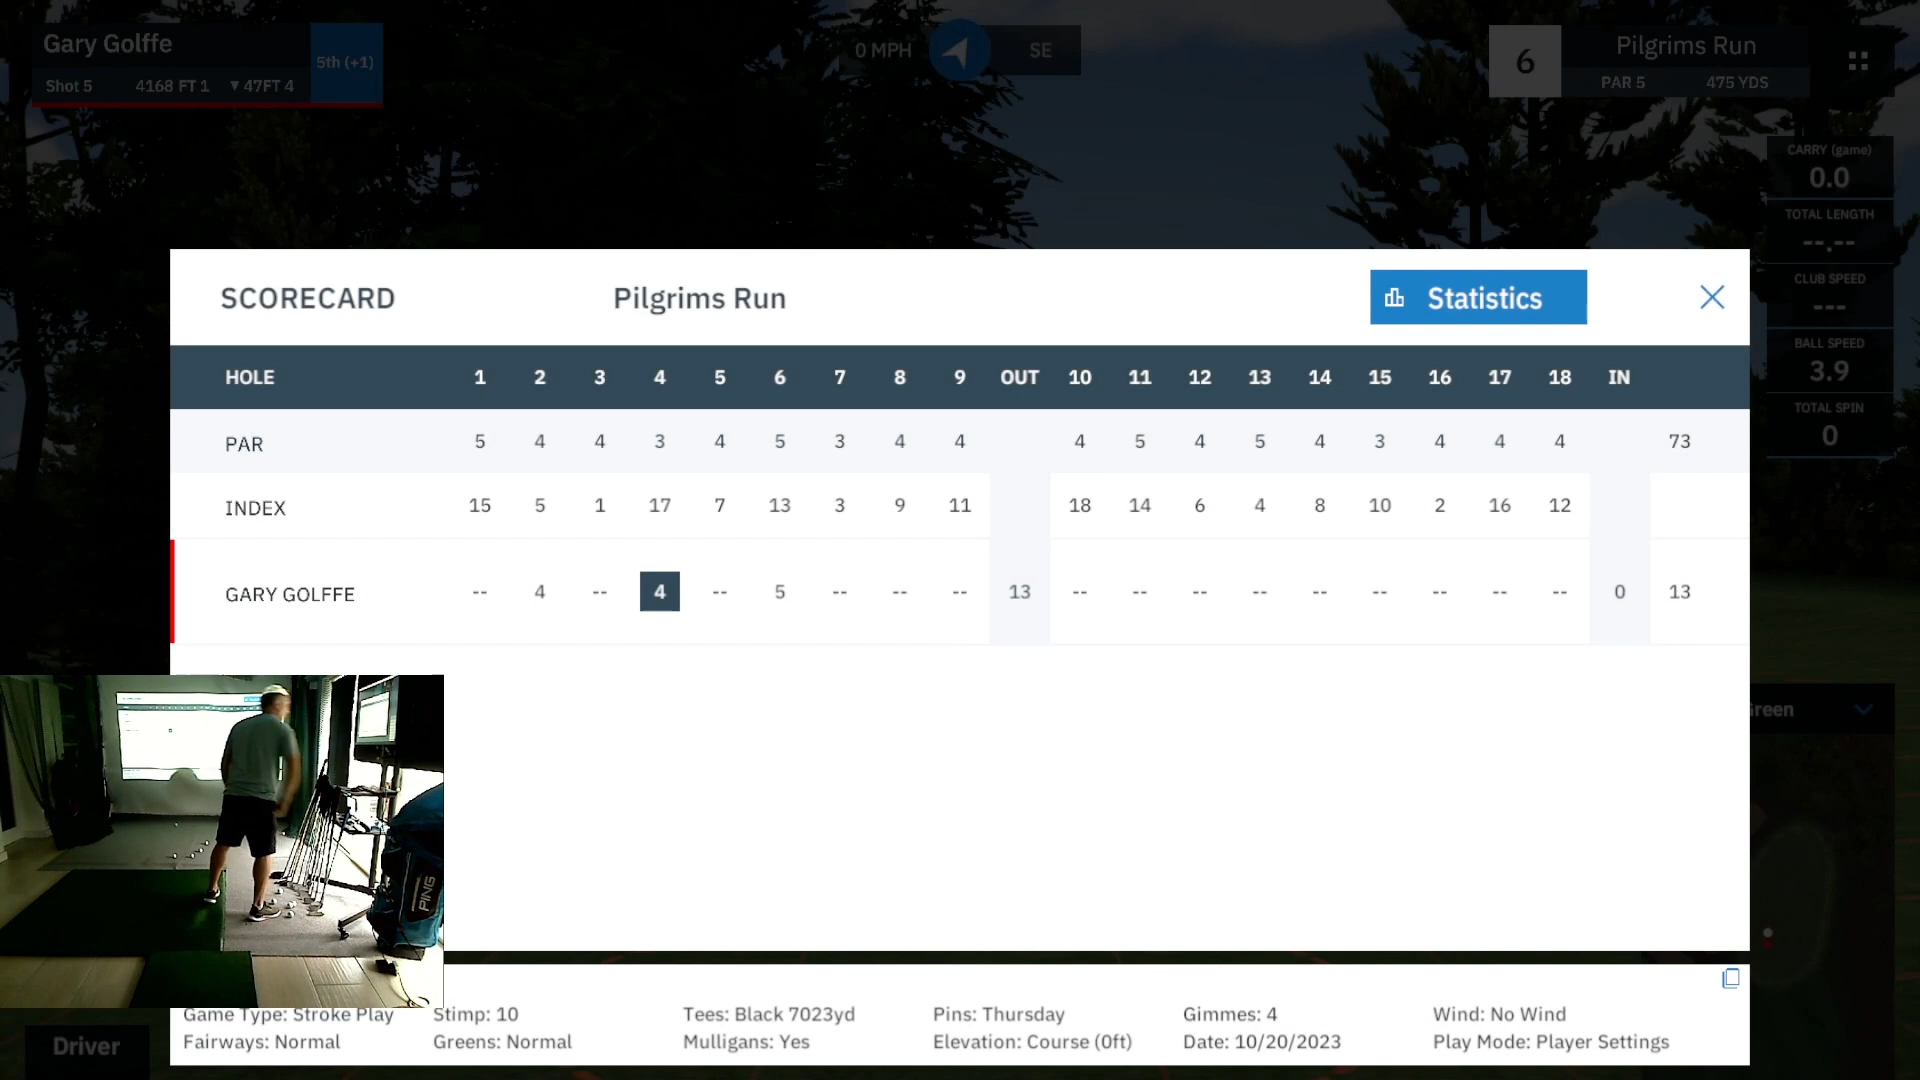 Gary Golffe
5th (+1)
Shot 5 4168 FT 1 ▼47FT 4
0 MPH SE
6 Pilgrims Run
PAR 5 475 YDS
CARRY (game)
0.0
TOTAL LENGTH
--.--
CLUB SPEED
---
BALL SPEED
3.9
TOTAL SPIN
0
SCORECARD Pilgrims Run Statistics
HOLE 1 2 3 4 5 6 7 8 9 OUT 10 11 12 13 14 15 16 17 18 IN
PAR 5 4 4 3 4 5 3 4 4 4 5 4 5 4 3 4 4 4 73
INDEX 15 5 1 17 7 13 3 9 11 18 14 6 4 8 10 2 16 12
GARY GOLFFE -- 4 -- 4 -- 5 -- -- -- 13 -- -- -- -- -- -- -- -- -- 0 13
PING
Game Type: Stroke Play Stimp: 10 Tees: Black 7023yd Pins: Thursday Gimmes: 4 Wind: No Wind
Fairways: Normal Greens: Normal Mulligans: Yes Elevation: Course (0ft) Date: 10/20/2023 Play Mode: Player Settings
Driver